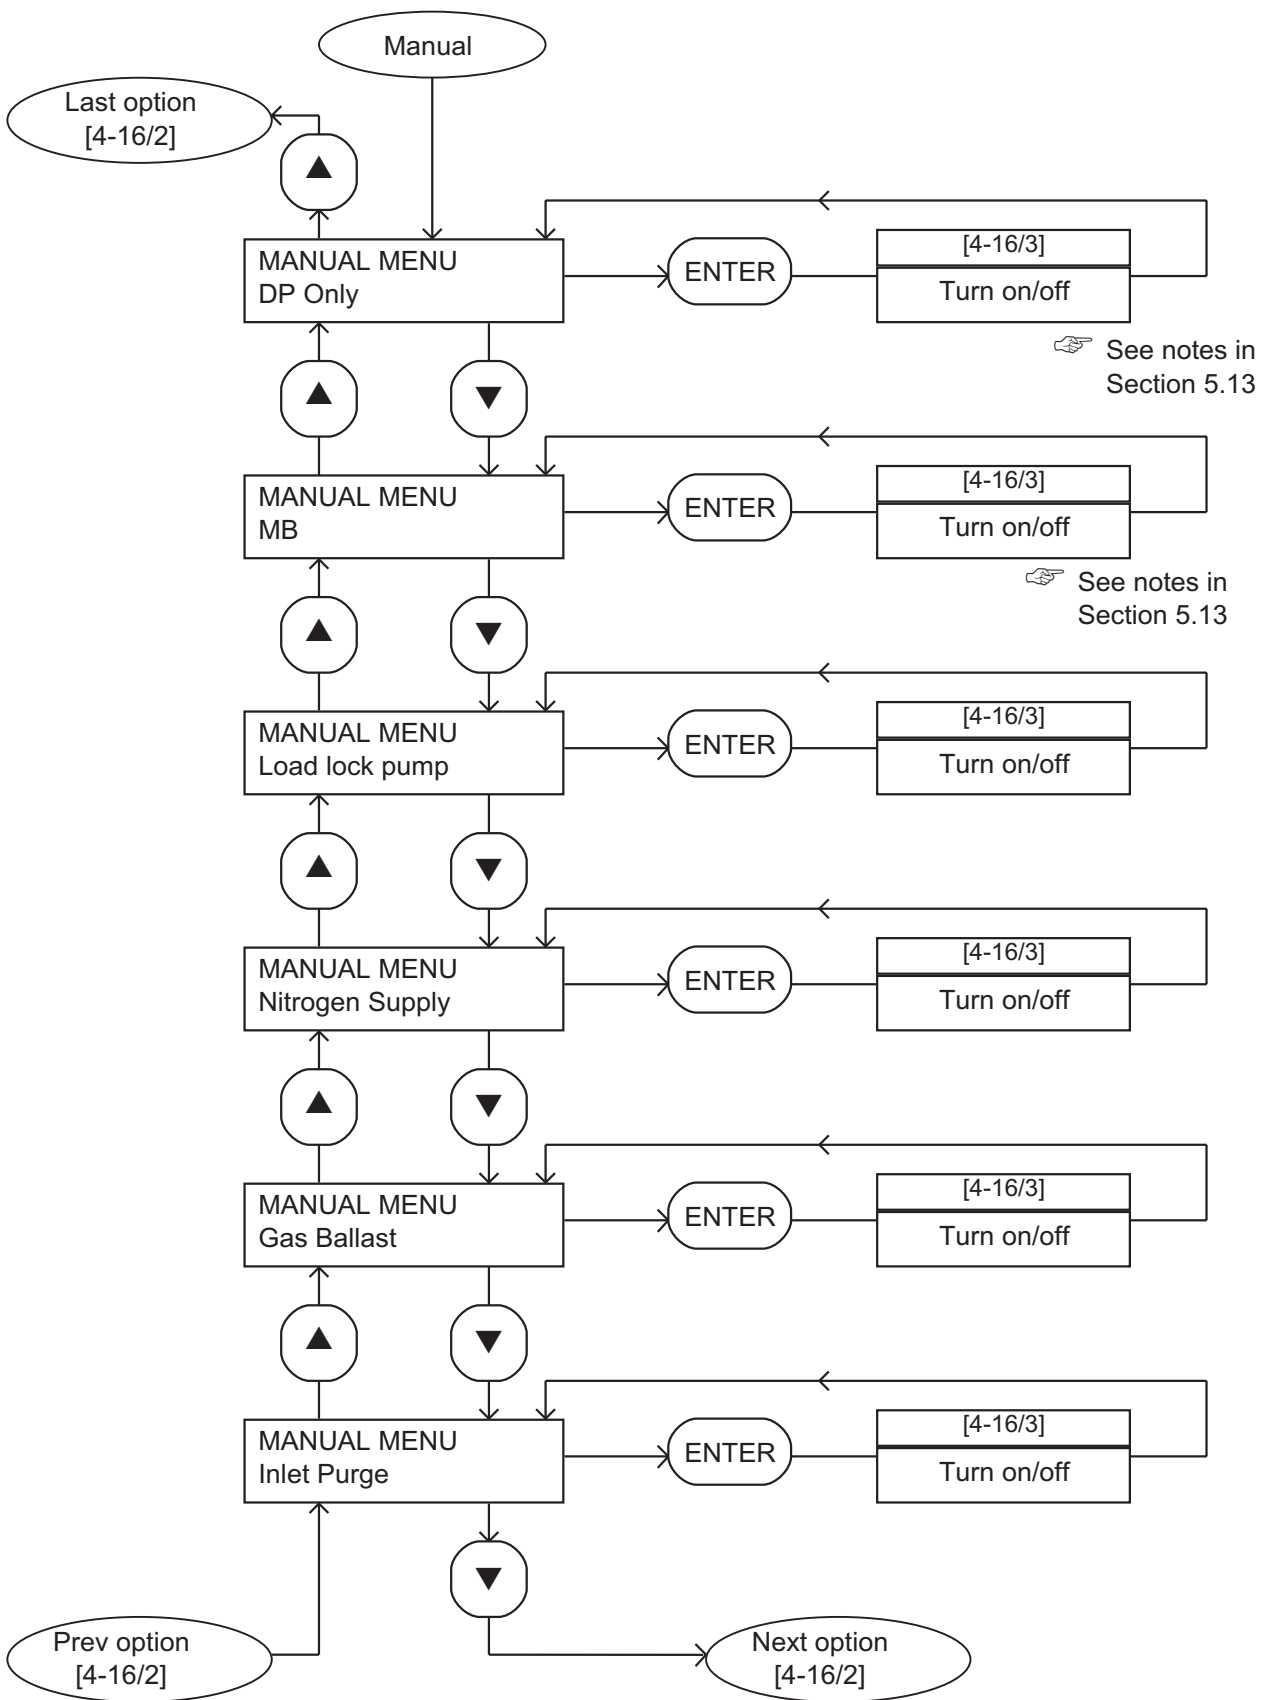 Manual
Last option
[4-16/2]
▲
MANUAL MENU
DP Only
ENTER
[4-16/3]
Turn on/off
☞ See notes in
Section 5.13
▲
▼
MANUAL MENU
MB
ENTER
[4-16/3]
Turn on/off
☞ See notes in
Section 5.13
▲
▼
MANUAL MENU
Load lock pump
ENTER
[4-16/3]
Turn on/off
▲
▼
MANUAL MENU
Nitrogen Supply
ENTER
[4-16/3]
Turn on/off
▲
▼
MANUAL MENU
Gas Ballast
ENTER
[4-16/3]
Turn on/off
▲
▼
MANUAL MENU
Inlet Purge
ENTER
[4-16/3]
Turn on/off
▼
Prev option
[4-16/2]
Next option
[4-16/2]